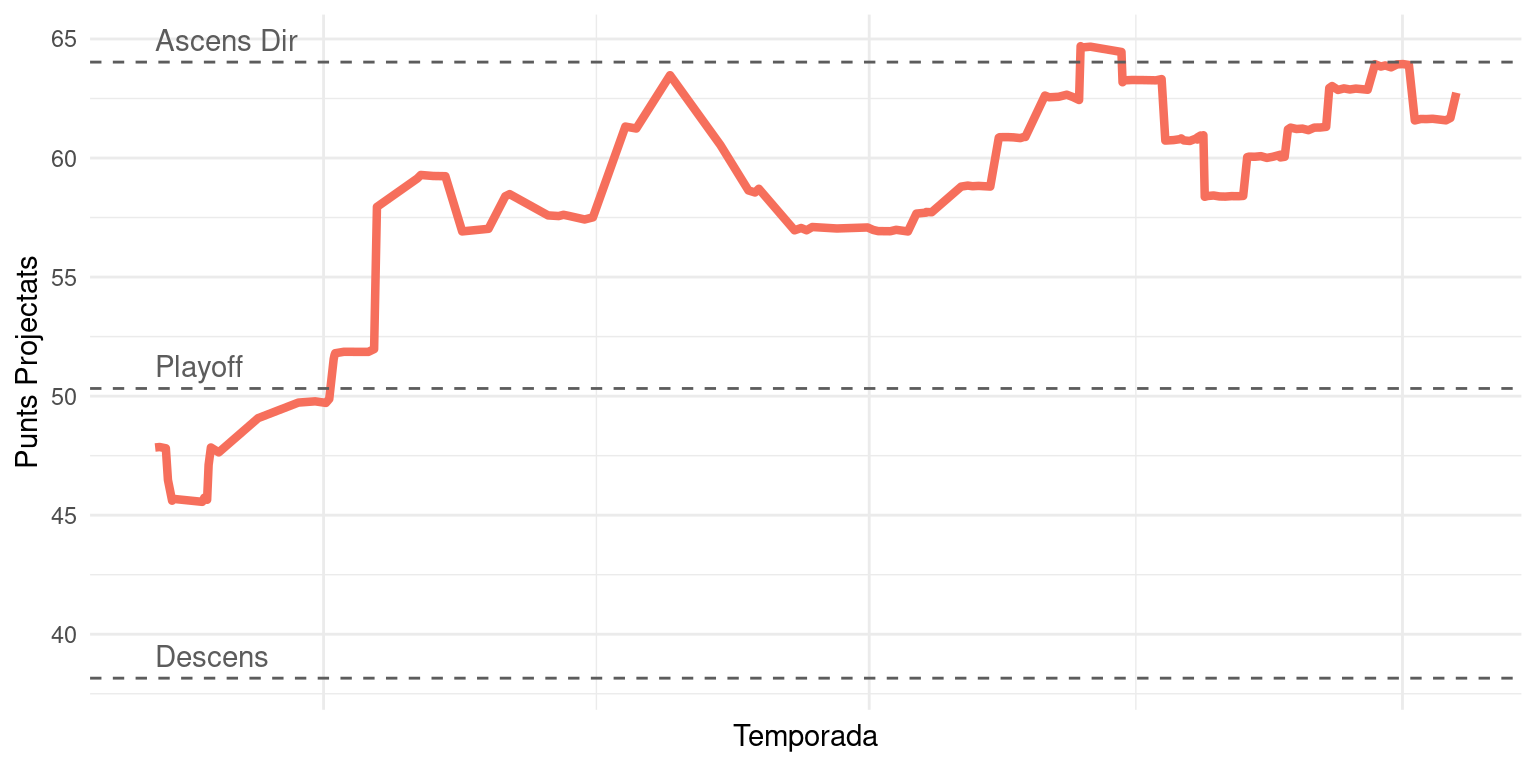 Punts Projectats
65
60
55
50
45
40
Ascens Dir
Playoff
Descens
Temporada